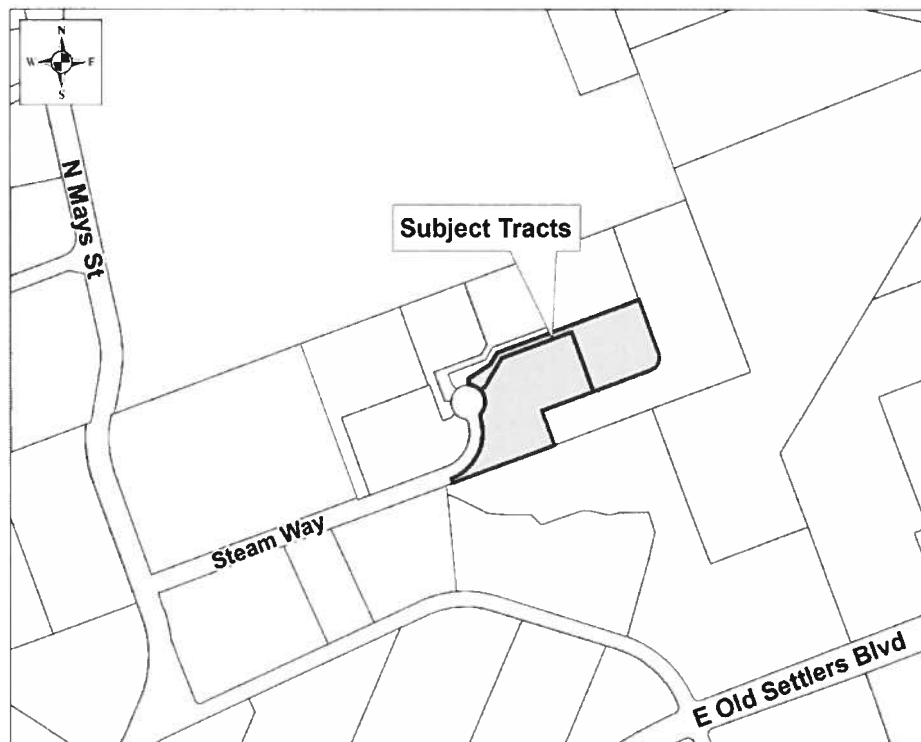 N
W E
S
N Mays St
Subject Tracts
Steam Way
E Old Settlers Blvd